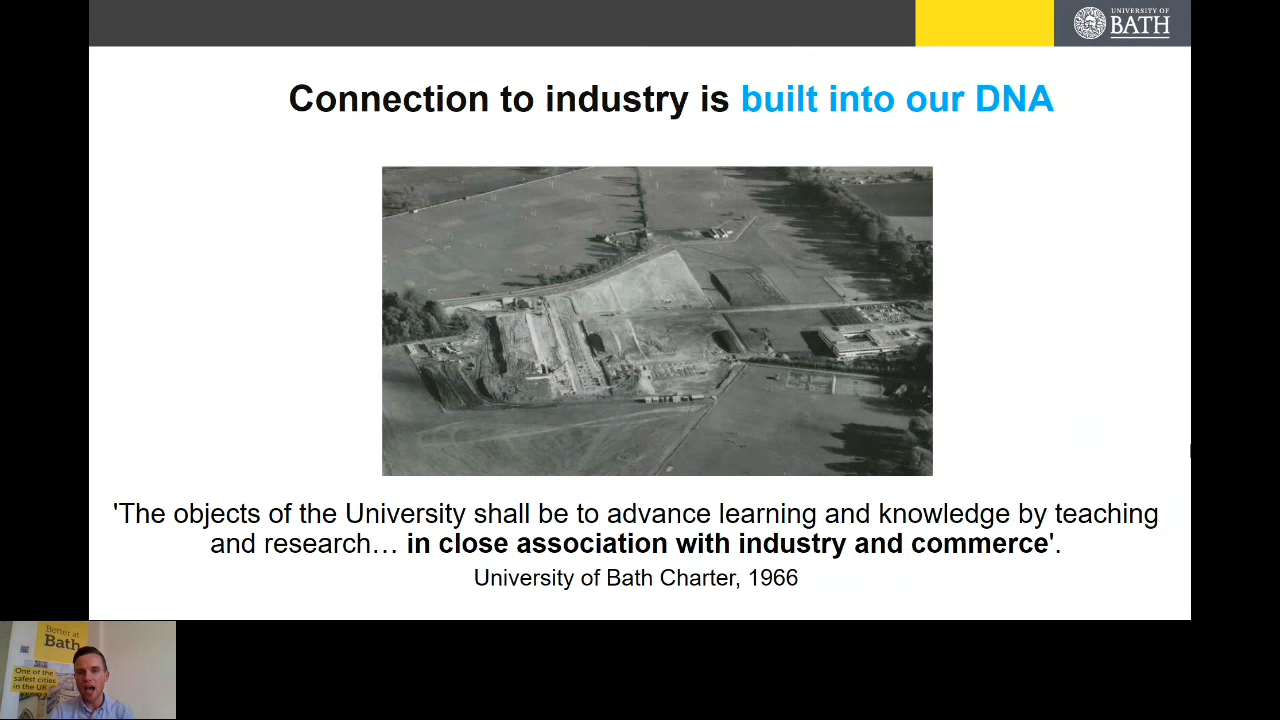 UNIVERSITY OF
BATH
Connection to industry is built into our DNA
'The objects of the University shall be to advance learning and knowledge by teaching
and research… in close association with industry and commerce'.
University of Bath Charter, 1966
Better at
Bath
One of the
safest cities
in the UK